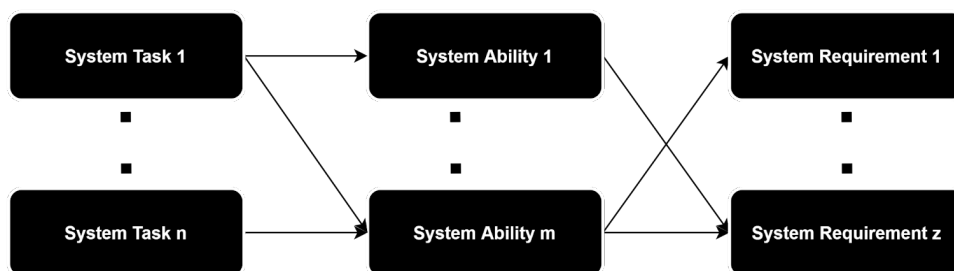 System Task 1
System Ability 1
System Requirement 1
System Task n
System Ability m
System Requirement z